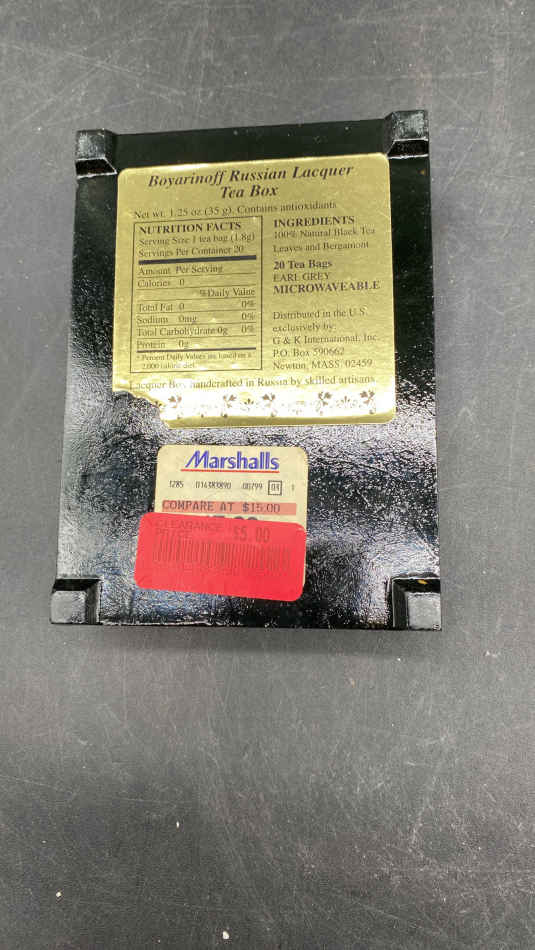 Boyarinoff Russian Lacquer
Tea Box
Net wt. 1.25 oz (35 g). Contains antioxidants
NUTRITION FACTS
Serving Size 1 tea bag (1.8g)
Servings Per Container 20
Amount Per Serving
Calories 0
%Daily Value
Total Fat 0 0%
Sodium 0mg 0%
Total Carbohydrate 0g 0%
Protein 0g
* Percent Daily Values are based on a
2,000 calorie diet.
INGREDIENTS
100% Natural Black Tea
Leaves and Bergamont
20 Tea Bags
EARL GREY
MICROWAVEABLE
Distributed in the U.S.
exclusively by:
G & K International, Inc.
P.O. Box 590662
Newton, MASS. 02459
Lacquer Box handcrafted in Russia by skilled artisans
Marshalls
1285 014383890 00799 03 1
COMPARE AT $15.00
CLEARANCE
PRICE $5.00